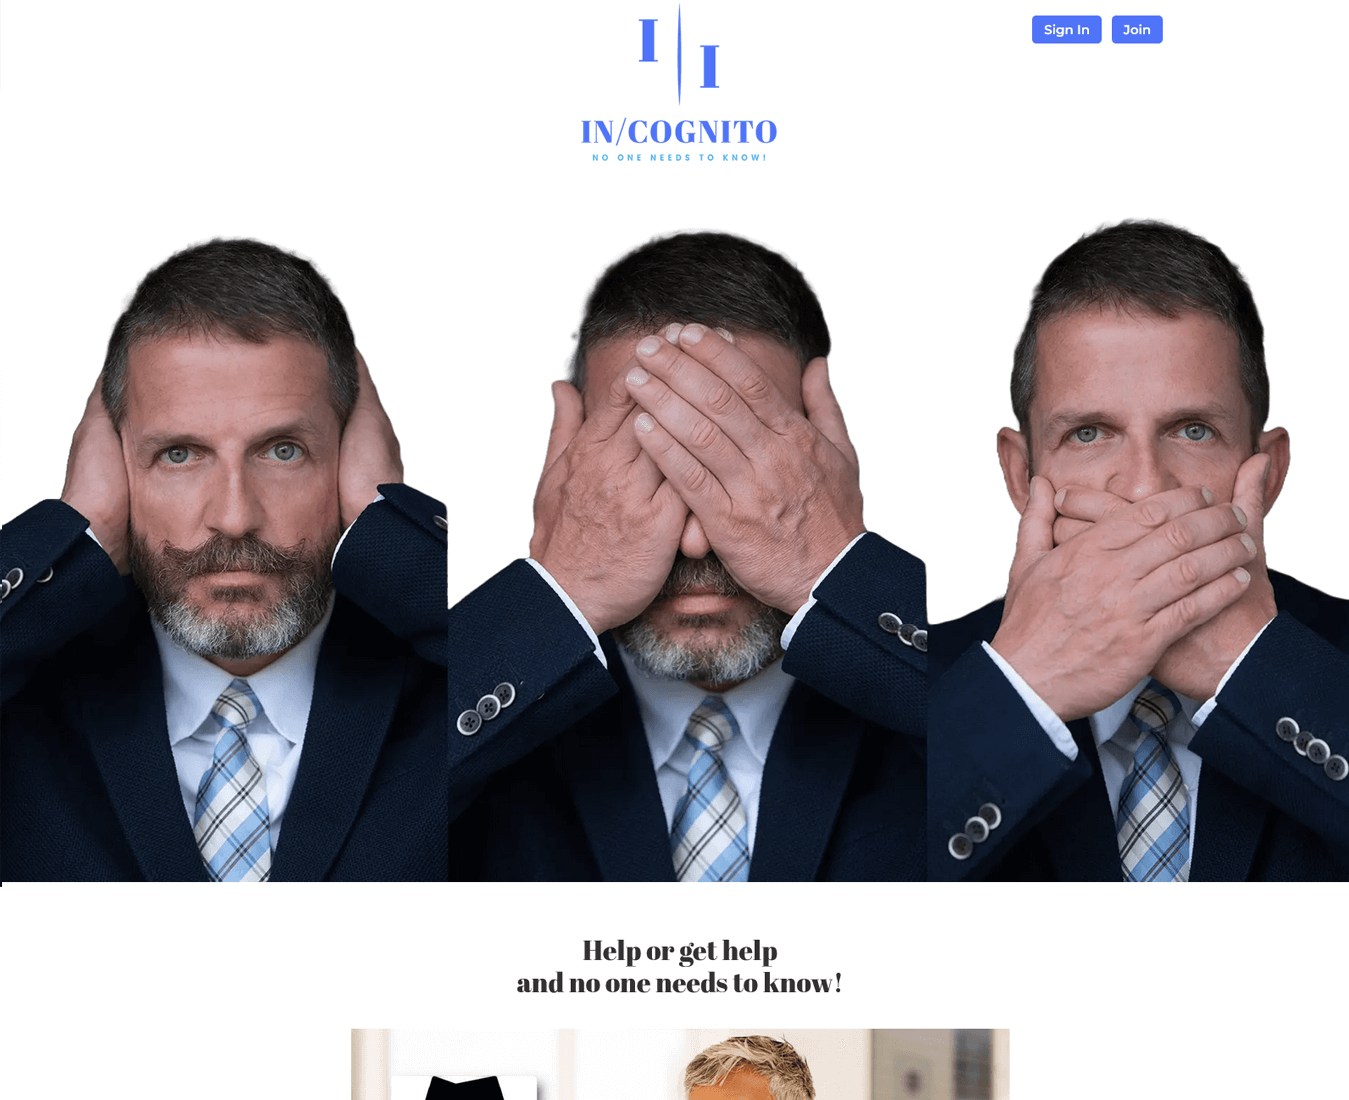 I
I
Sign In
Join
IN/COGNITO
NO ONE NEEDS TO KNOW!
Help or get help
and no one needs to know!